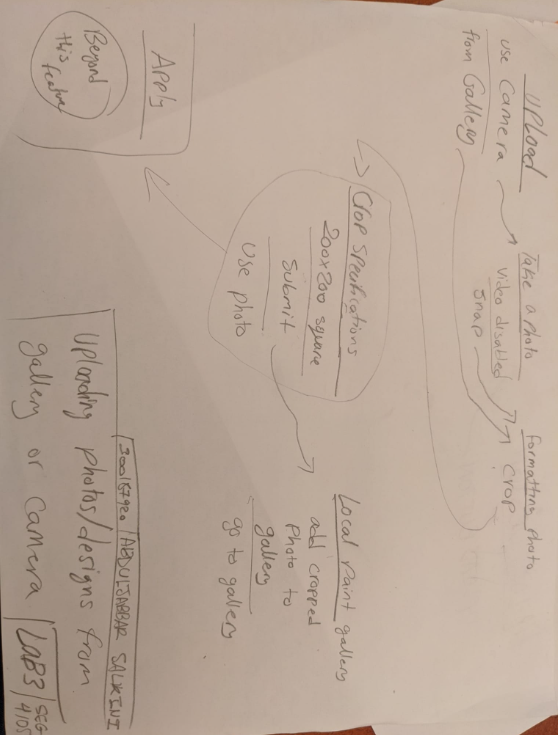 Upload
use Camera
from Gallery
Take a photo
video disabled
snap
formatting photo
crop
Crop specifications
200x200 square
submit
Use photo
Local paint gallery
add cropped
photo to
gallery
go to gallery
Apply
Beyond
this
feature
ABDULJABBAR SALKINI
Uploading photos/designs from
gallery or camera
LAB3
SEG